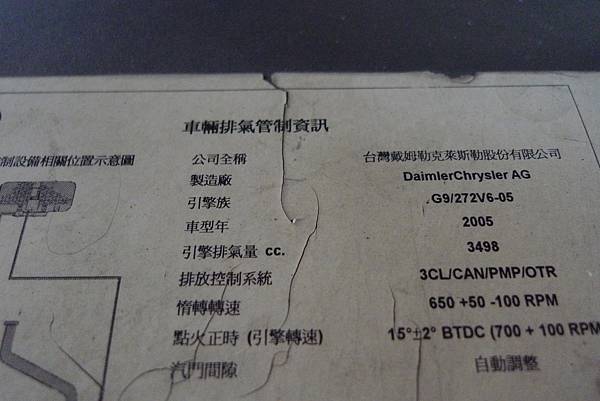 車輛排氣管制資訊
制設備相關位置示意圖
公司全稱 台灣戴姆勒克萊斯勒股份有限公司
製造廠 DaimlerChrysler AG
引擎族 G9/272V6-05
車型年 2005
引擎排氣量 cc. 3498
排放控制系統 3CL/CAN/PMP/OTR
惰轉轉速 650 +50 -100 RPM
點火正時 (引擎轉速) 15°±2° BTDC (700 + 100 RPM
汽門間隙 自動調整